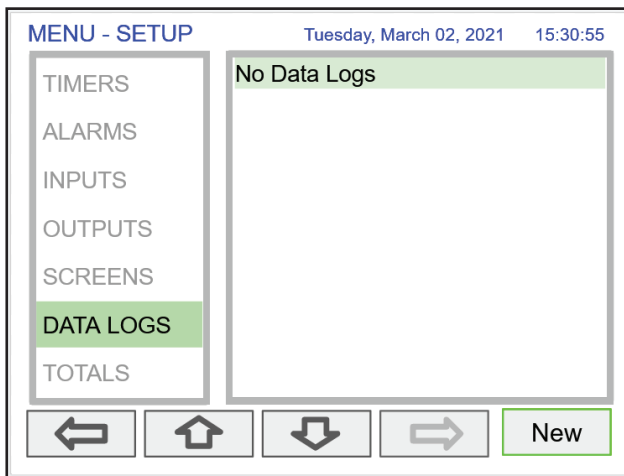 MENU - SETUP Tuesday, March 02, 2021 15:30:55
TIMERS
ALARMS
INPUTS
OUTPUTS
SCREENS
DATA LOGS
TOTALS
No Data Logs
New